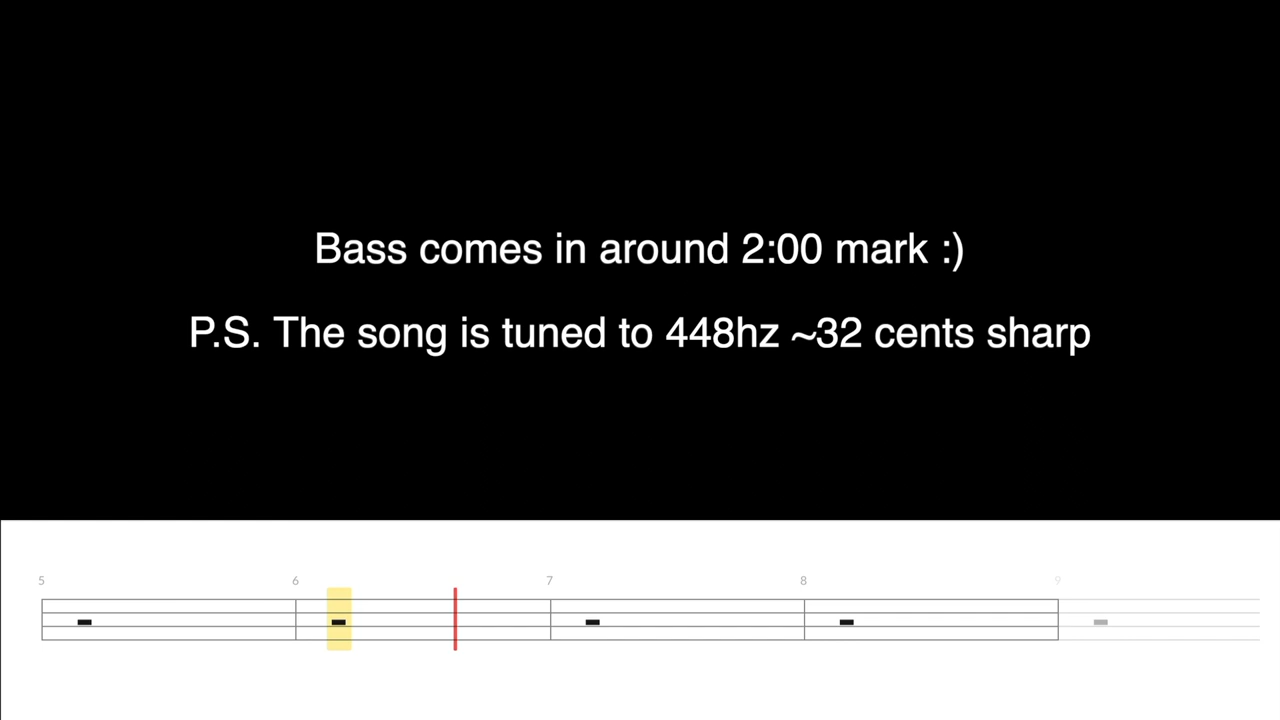 Bass comes in around 2:00 mark :)
P.S. The song is tuned to 448hz ~32 cents sharp
5 6 7 8 9